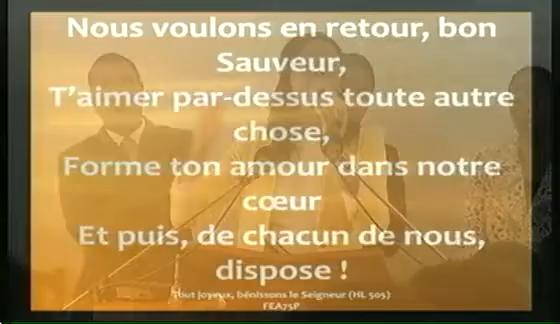 Nous voulons en retour, bon
Sauveur,
T'aimer par-dessus toute autre
chose,
Forme ton amour dans notre
cœur
Et puis, de chacun de nous,
dispose !
Tout joyeux, bénissons le Seigneur (HL 505)
FEA75P